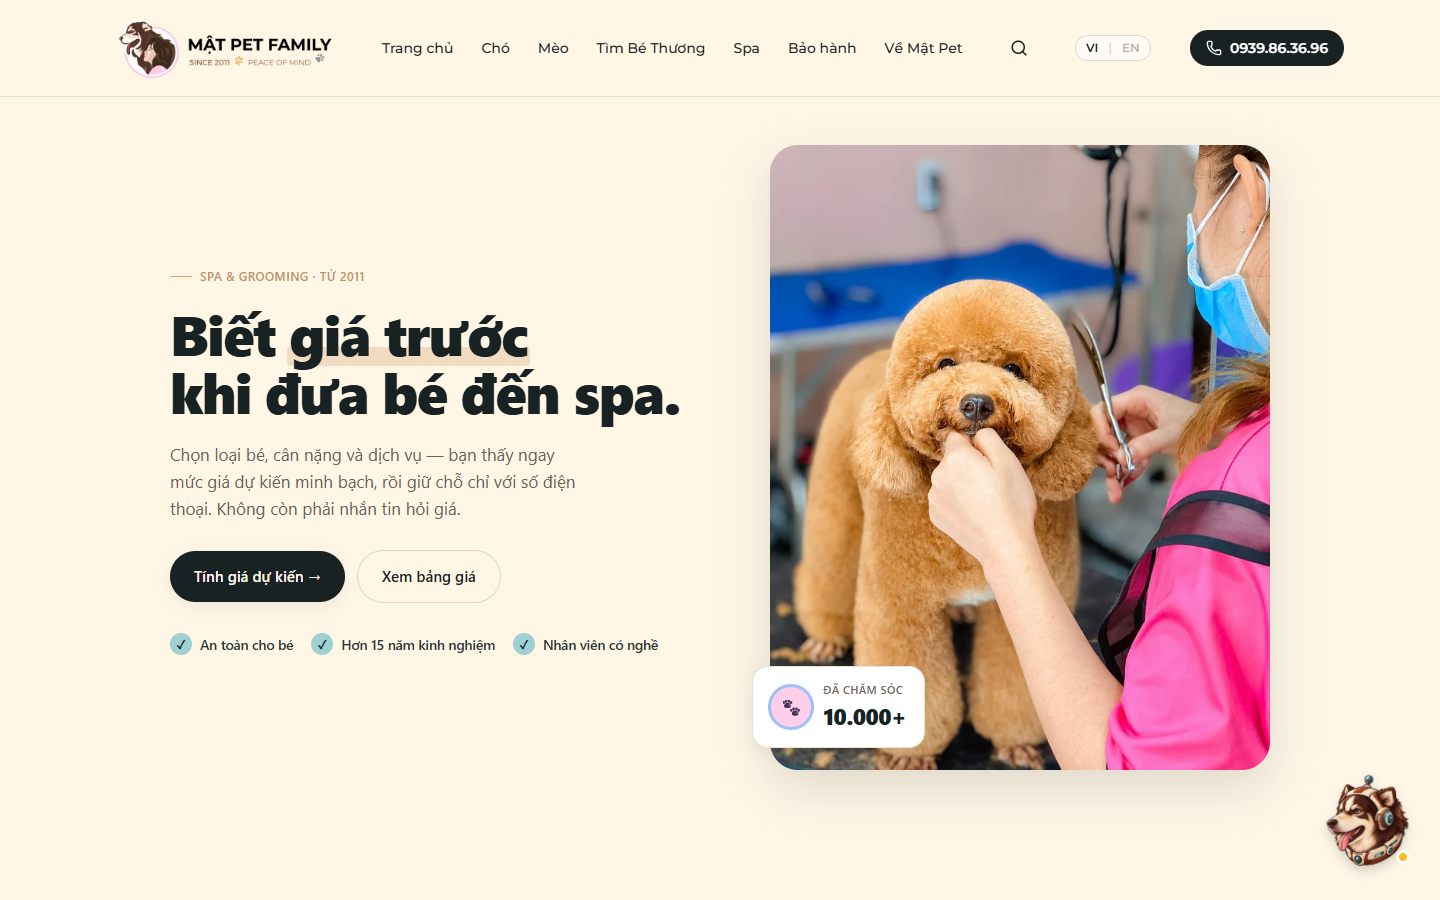 MẬT PET FAMILY
SINCE 2011 PEACE OF MIND
Trang chủ
Chó
Mèo
Tìm Bé Thương
Spa
Bảo hành
Về Mật Pet
VI | EN
0939.86.36.96
SPA & GROOMING · TỪ 2011
Biết giá trước
khi đưa bé đến spa.
Chọn loại bé, cân nặng và dịch vụ — bạn thấy ngay
mức giá dự kiến minh bạch, rồi giữ chỗ chỉ với số điện
thoại. Không còn phải nhắn tin hỏi giá.
Tính giá dự kiến →
Xem bảng giá
✓ An toàn cho bé
✓ Hơn 15 năm kinh nghiệm
✓ Nhân viên có nghề
ĐÃ CHĂM SÓC
10.000+